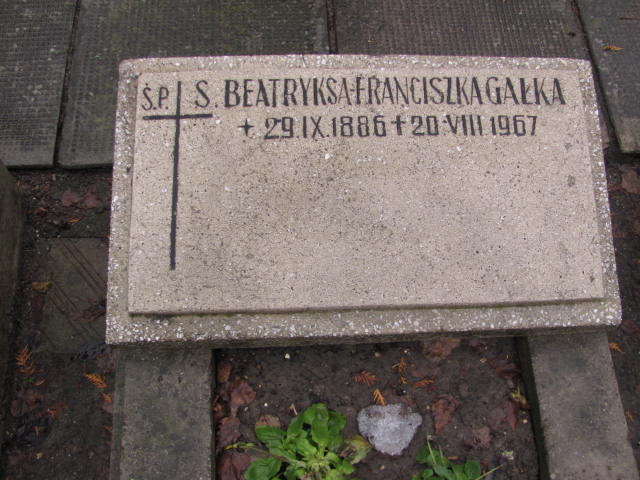 Ś.P. S. BEATRYKSA-FRANCISZKA GAŁKA
+ 29.IX.1886 + 20·VIII 1967